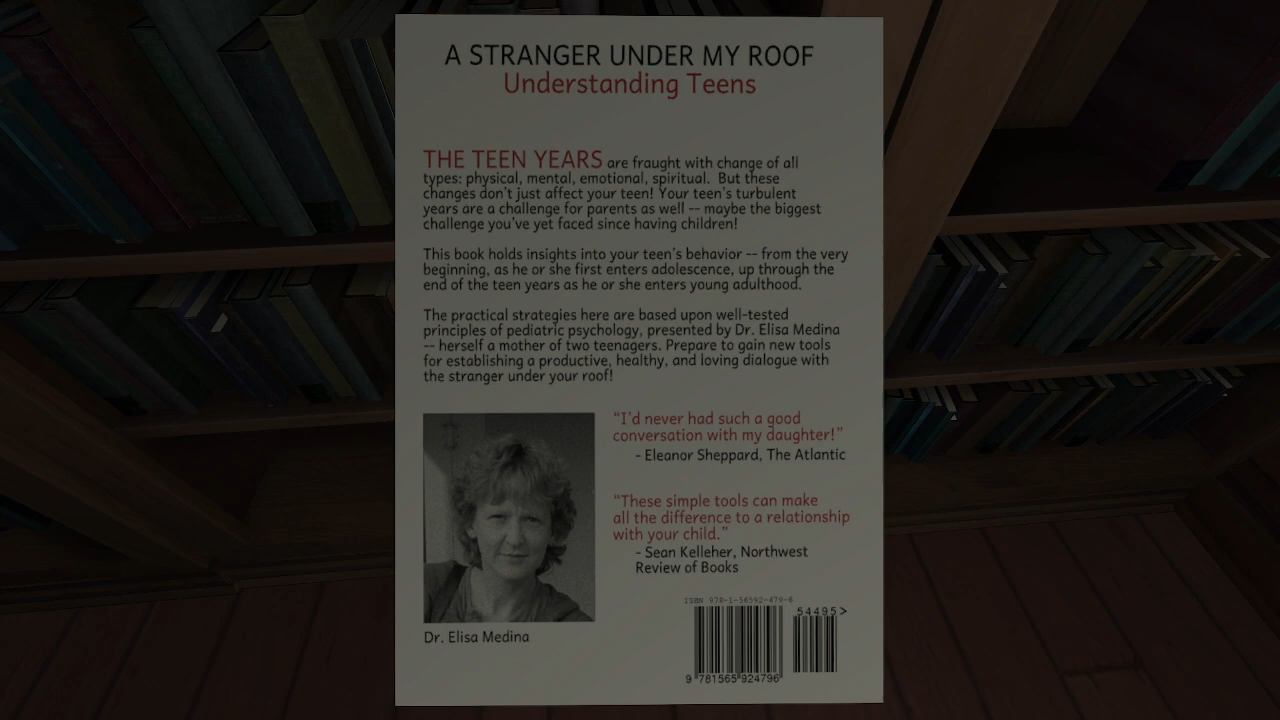 A STRANGER UNDER MY ROOF
Understanding Teens
THE TEEN YEARS are fraught with change of all
types: physical, mental, emotional, spiritual.  But these
changes don't just affect your teen! Your teen's turbulent
years are a challenge for parents as well -- maybe the biggest
challenge you've yet faced since having children!
This book holds insights into your teen's behavior -- from the very
beginning, as he or she first enters adolescence, up through the
end of the teen years as he or she enters young adulthood.
The practical strategies here are based upon well-tested
principles of pediatric psychology, presented by Dr. Elisa Medina
-- herself a mother of two teenagers. Prepare to gain new tools
for establishing a productive, healthy, and loving dialogue with
the stranger under your roof!
"I'd never had such a good
conversation with my daughter!"
- Eleanor Sheppard, The Atlantic
"These simple tools can make
all the difference to a relationship
with your child."
- Sean Kelleher, Northwest
Review of Books
Dr. Elisa Medina
ISBN 978-1-56592-479-6
54495>
9 781565 924796